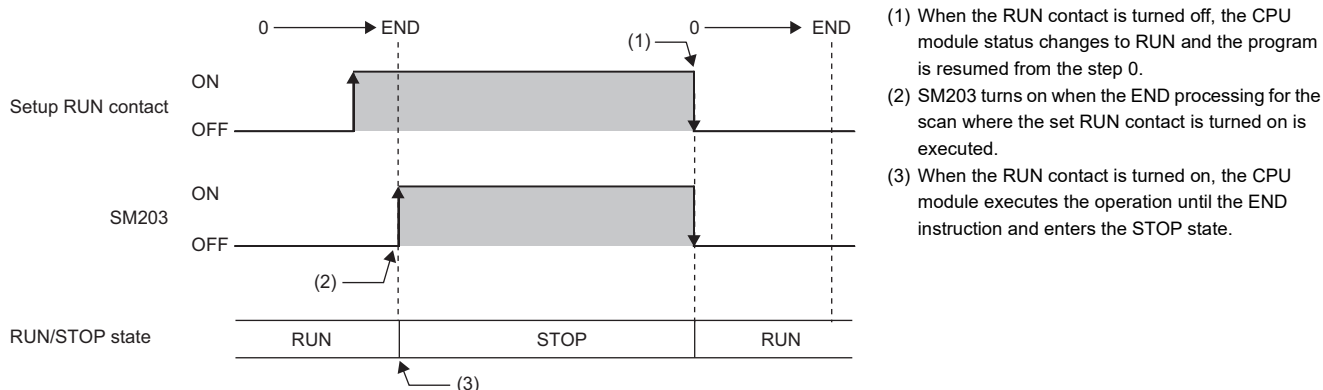 0 END
(1)
0 END
Setup RUN contact
ON
OFF
SM203
ON
OFF
(2)
RUN/STOP state
RUN
STOP
RUN
(3)
(1) When the RUN contact is turned off, the CPU
module status changes to RUN and the program
is resumed from the step 0.
(2) SM203 turns on when the END processing for the
scan where the set RUN contact is turned on is
executed.
(3) When the RUN contact is turned on, the CPU
module executes the operation until the END
instruction and enters the STOP state.